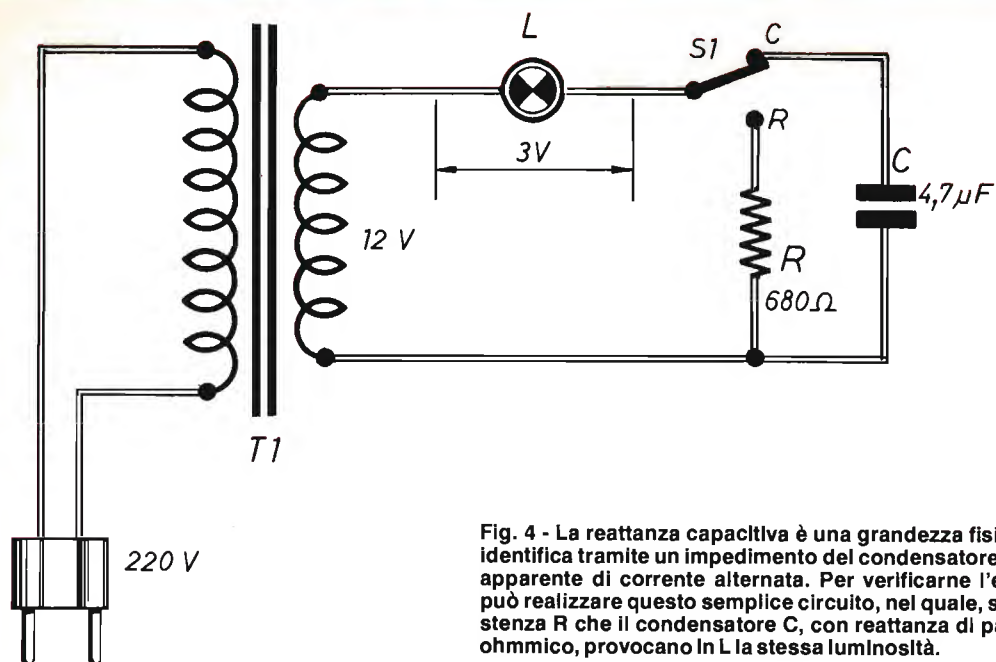 L
S1
C
R
3V
C
4,7μF
12 V
R
680Ω
T1
220 V
Fig. 4 - La reattanza capacitiva è una grandezza fisi
identifica tramite un impedimento del condensatore
apparente di corrente alternata. Per verificarne l'e
può realizzare questo semplice circuito, nel quale, s
stenza R che il condensatore C, con reattanza di pa
ohmmico, provocano in L la stessa luminosità.